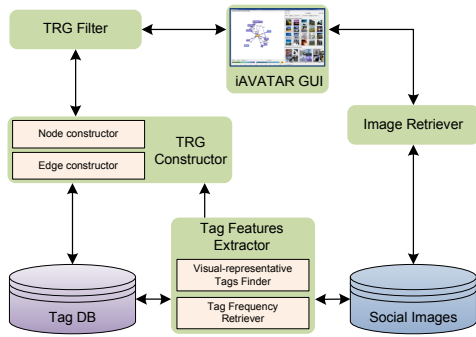 TRG Filter
iAVATAR GUI
Node constructor
Edge constructor
TRG
Constructor
Image Retriever
Tag Features
Extractor
Visual-representative
Tags Finder
Tag Frequency
Retriever
Tag DB
Social Images